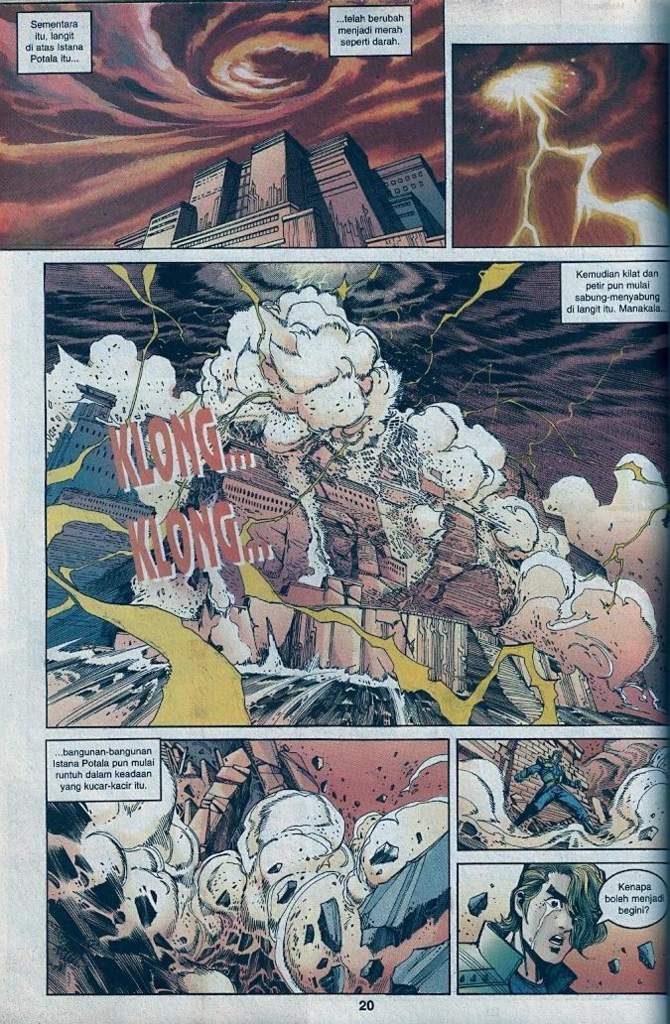 Sementara
itu, langit
di atas Istana
Potala itu...
...telah berubah
menjadi merah
seperti darah.
Kemudian kilat dan
petir pun mulai
sabung-menyabung
di langit itu. Manakala...
KLONG...
KLONG...
...bangunan-bangunan
Istana Potala pun mulai
runtuh dalam keadaan
yang kucar-kacir itu.
Kenapa
boleh menjadi
begini?
20